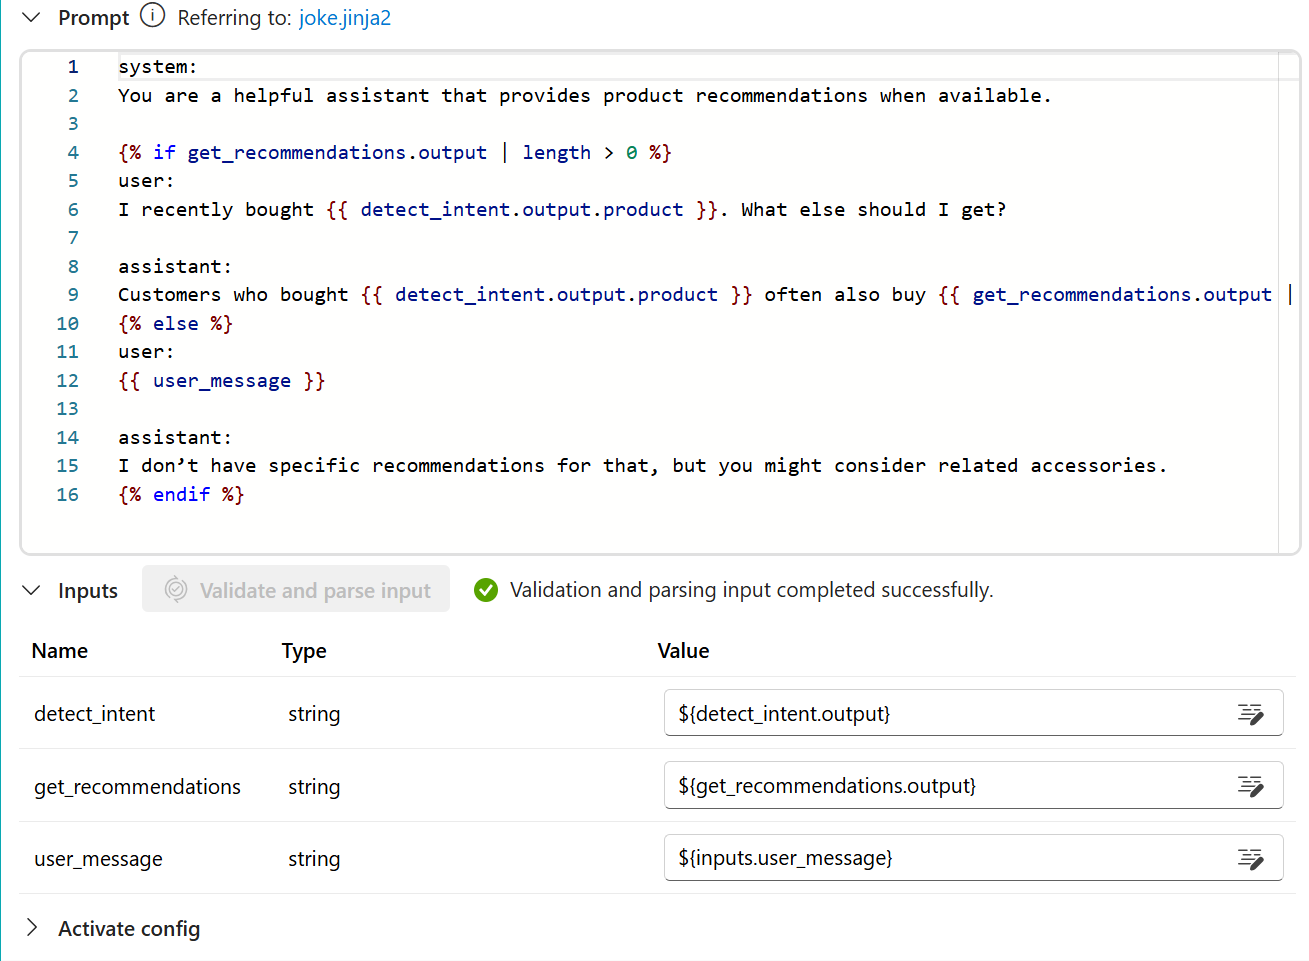 Prompt Referring to: joke.jinja2
1 system:
2 You are a helpful assistant that provides product recommendations when available.
3
4 {% if get_recommendations.output | length > 0 %}
5 user:
6 I recently bought {{ detect_intent.output.product }}. What else should I get?
7
8 assistant:
9 Customers who bought {{ detect_intent.output.product }} often also buy {{ get_recommendations.output |
10 {% else %}
11 user:
12 {{ user_message }}
13
14 assistant:
15 I don’t have specific recommendations for that, but you might consider related accessories.
16 {% endif %}
Inputs Validate and parse input Validation and parsing input completed successfully.
Name Type Value
detect_intent string ${detect_intent.output}
get_recommendations string ${get_recommendations.output}
user_message string ${inputs.user_message}
Activate config